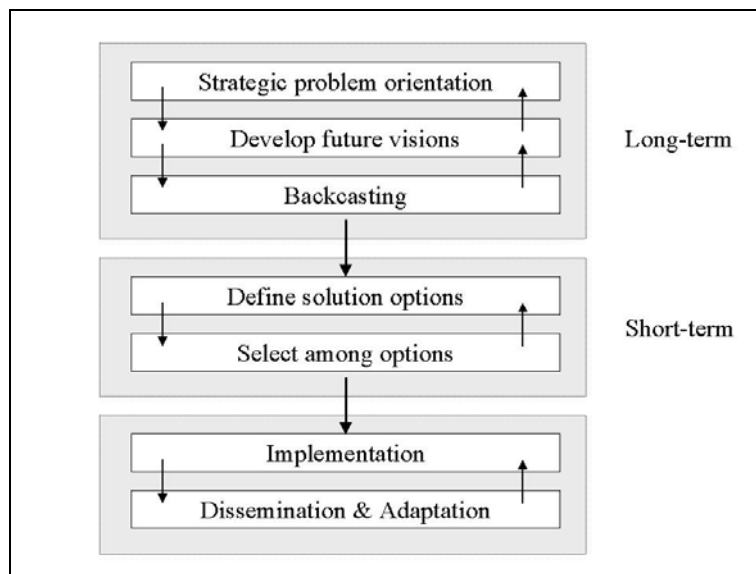 Strategic problem orientation
Develop future visions
Long-term
Backcasting
Define solution options
Short-term
Select among options
Implementation
Dissemination & Adaptation